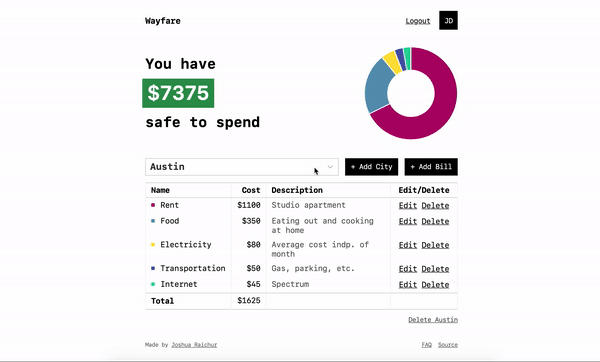 Wayfare
Logout JD
You have
$7375
safe to spend
Austin
+ Add City + Add Bill
Name Cost Description Edit/Delete
Rent $1100 Studio apartment Edit Delete
Food $350 Eating out and cooking Edit Delete
at home
Electricity $80 Average cost indp. of Edit Delete
month
Transportation $50 Gas, parking, etc. Edit Delete
Internet $45 Spectrum Edit Delete
Total $1625
Delete Austin
Made by Joshua Raichur FAQ Source